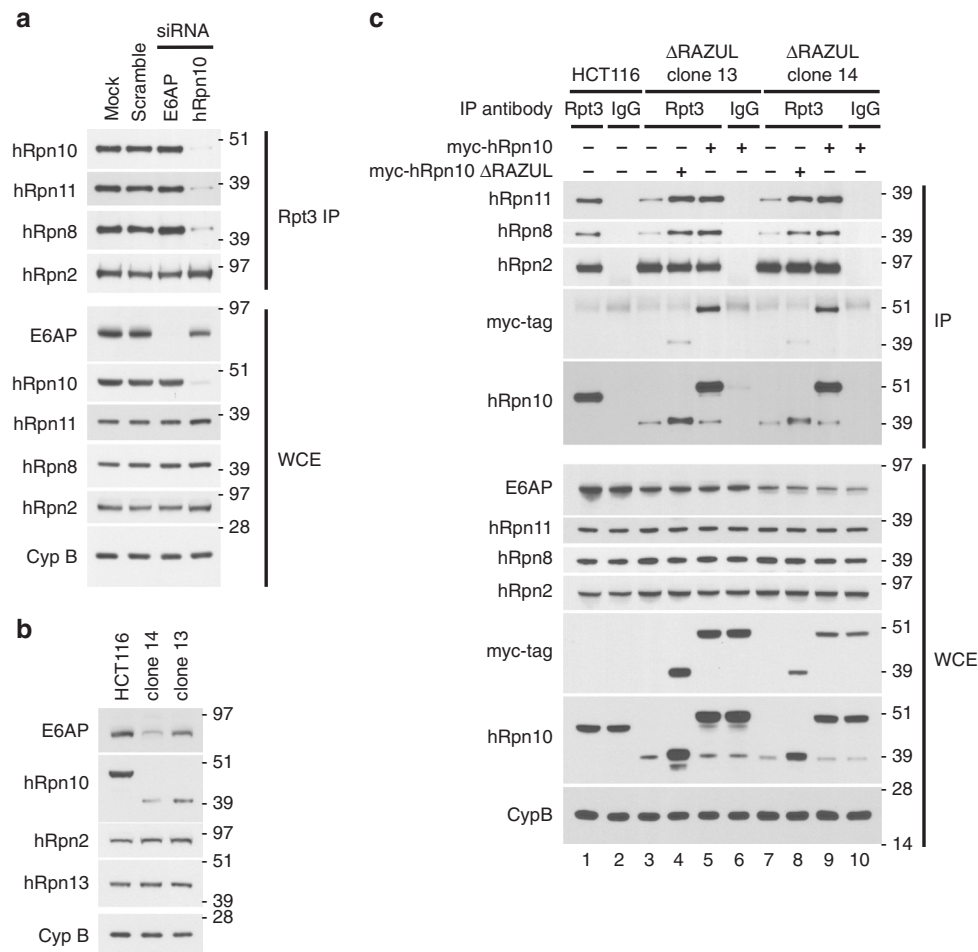 a
siRNA
Mock
Scramble
E6AP
hRpn10
hRpn10
51
hRpn11
39
hRpn8
39
hRpn2
97
Rpt3 IP
E6AP
97
hRpn10
51
hRpn11
39
hRpn8
39
hRpn2
97
Cyp B
28
WCE
b
HCT116
clone 14
clone 13
E6AP
97
hRpn10
51
39
hRpn2
97
hRpn13
51
39
Cyp B
28
c
HCT116
ΔRAZUL
clone 13
ΔRAZUL
clone 14
IP antibody Rpt3 IgG Rpt3 IgG Rpt3 IgG
myc-hRpn10 – – – – + + – – + +
myc-hRpn10 ΔRAZUL – – – + – – – + – –
hRpn11
39
hRpn8
39
hRpn2
97
myc-tag
51
39
hRpn10
51
39
IP
E6AP
97
hRpn11
39
hRpn8
39
hRpn2
97
myc-tag
51
39
hRpn10
51
39
CypB
28
14
WCE
1 2 3 4 5 6 7 8 9 10